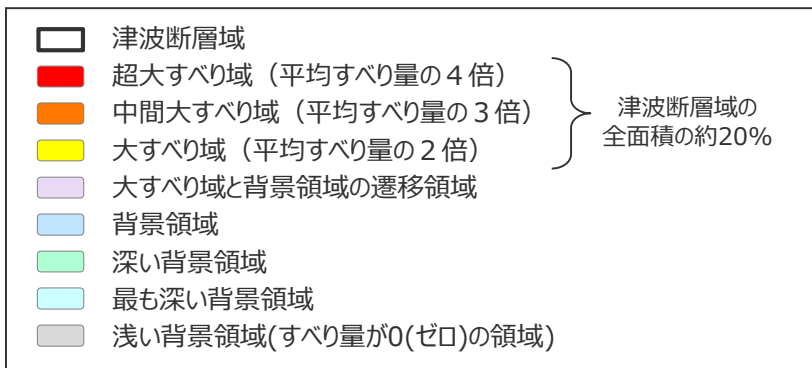 津波断層域
超大すべり域（平均すべり量の４倍）
中間大すべり域（平均すべり量の３倍）
大すべり域（平均すべり量の２倍）
津波断層域の
全面積の約20%
大すべり域と背景領域の遷移領域
背景領域
深い背景領域
最も深い背景領域
浅い背景領域(すべり量が0(ゼロ)の領域)